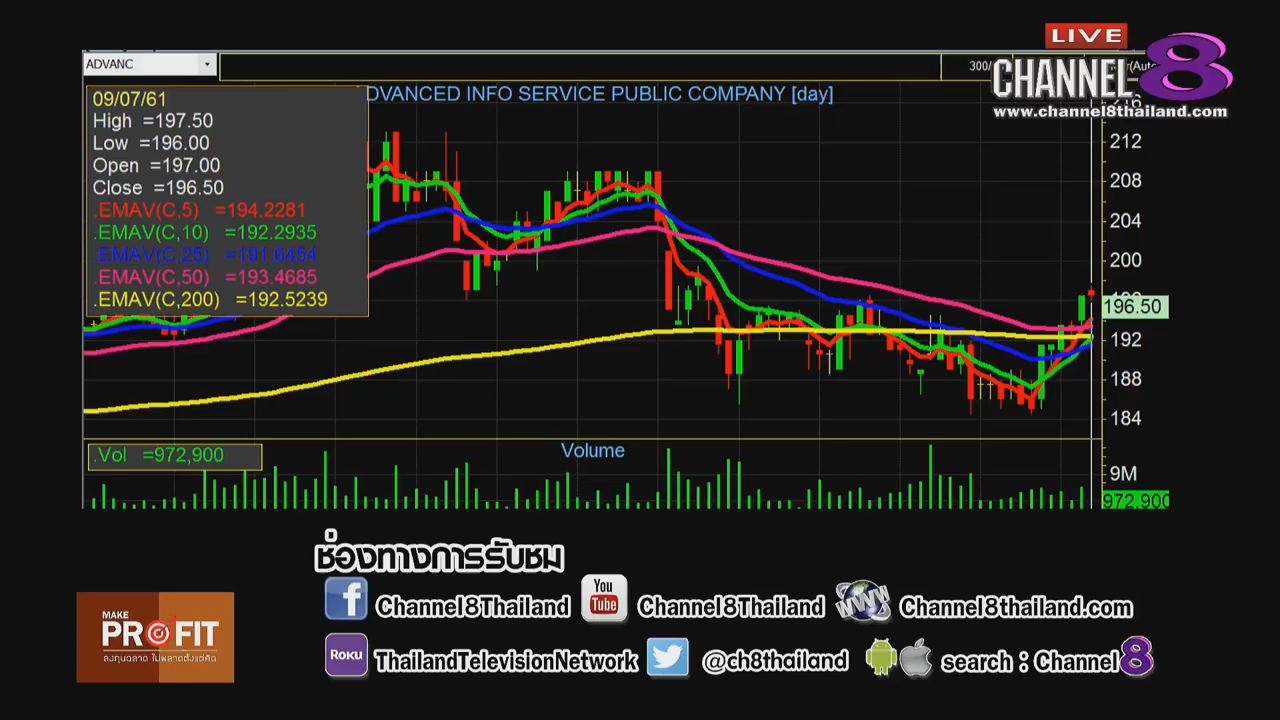 LIVE
ADVANC
300/
CHANNEL 8
www.channel8thailand.com
DVANCED INFO SERVICE PUBLIC COMPANY [day]
09/07/61
High =197.50
Low =196.00
Open =197.00
Close =196.50
.EMAV(C,5) =194.2281
.EMAV(C,10) =192.2935
.EMAV(C,25) =191.6454
.EMAV(C,50) =193.4685
.EMAV(C,200) =192.5239
216
212
208
204
200
196.50
192
188
184
.Vol =972,900
Volume
9M
972,900
ช่องทางการรับชม
f Channel8Thailand
You Tube Channel8Thailand
WWW Channel8thailand.com
MAKE
PROFIT
ลงทุนฉลาด ไม่พลาดตั้งแต่คิด
ROKU ThailandTelevisionNetwork
@ch8thailand
search : Channel8